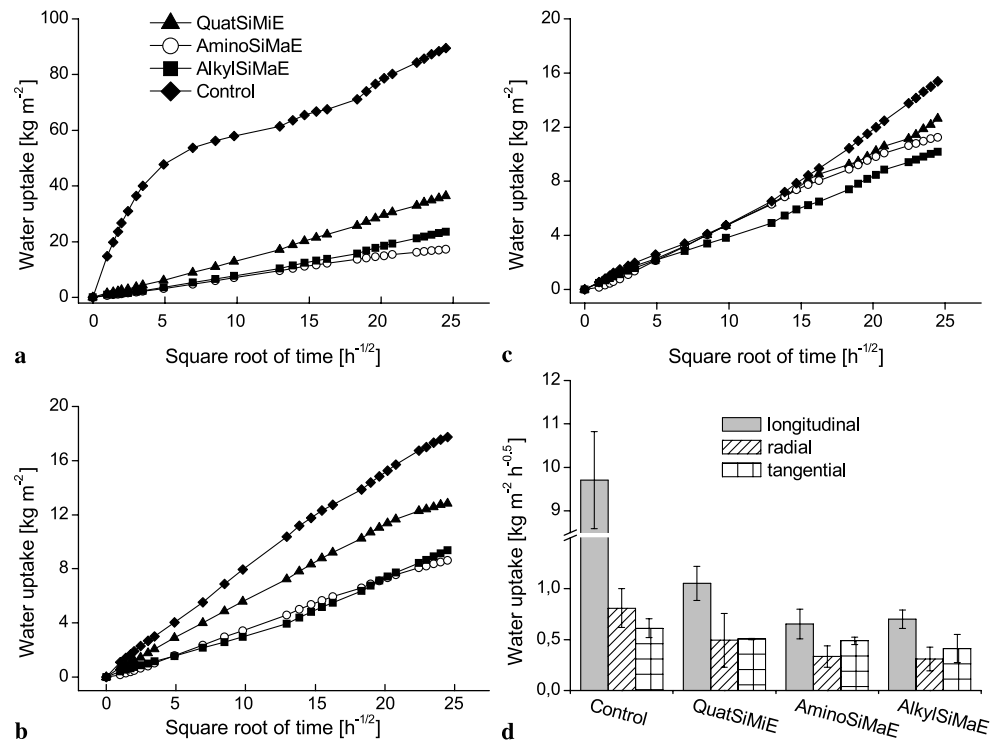 100
80
60
40
20
0
Water uptake [kg m-2]
QuatSiMiE
AminoSiMaE
AlkylSiMaE
Control
0 5 10 15 20 25
a
Square root of time [h-1/2]
20
16
12
8
4
0
Water uptake [kg m-2]
0 5 10 15 20 25
c
Square root of time [h-1/2]
20
16
12
8
4
0
Water uptake [kg m-2]
0 5 10 15 20 25
b
Square root of time [h-1/2]
12
11
10
9
1,0
0,5
0,0
Water uptake [kg m-2 h-0.5]
longitudinal
radial
tangential
Control
QuatSiMiE
AminoSiMaE
AlkylSiMaE
d